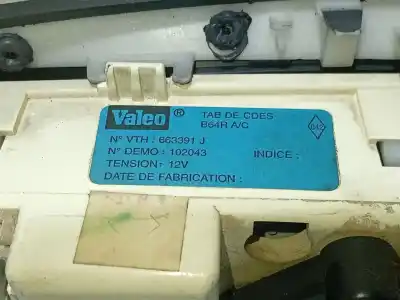 Valeo ®
TAB DE CDES
B64R A/C
N° VTH : 663391 J
N° DEMO : 102043 INDICE :
TENSION : 12V
DATE DE FABRICATION :